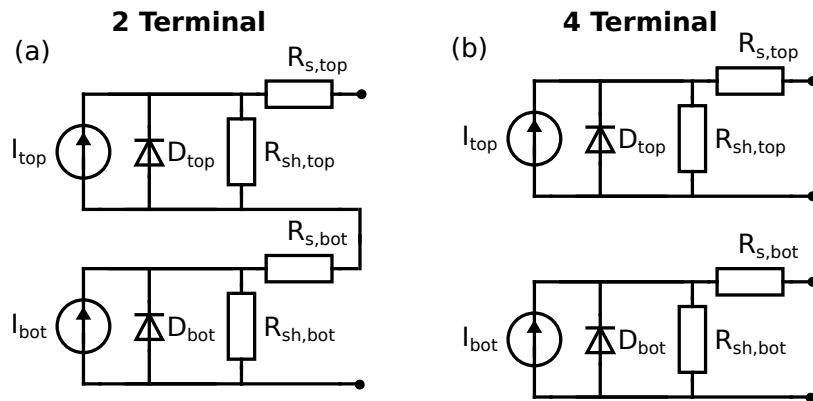 2 Terminal
(a)
R_s,top
I_top
D_top
R_sh,top
R_s,bot
I_bot
D_bot
R_sh,bot
4 Terminal
(b)
R_s,top
I_top
D_top
R_sh,top
R_s,bot
I_bot
D_bot
R_sh,bot